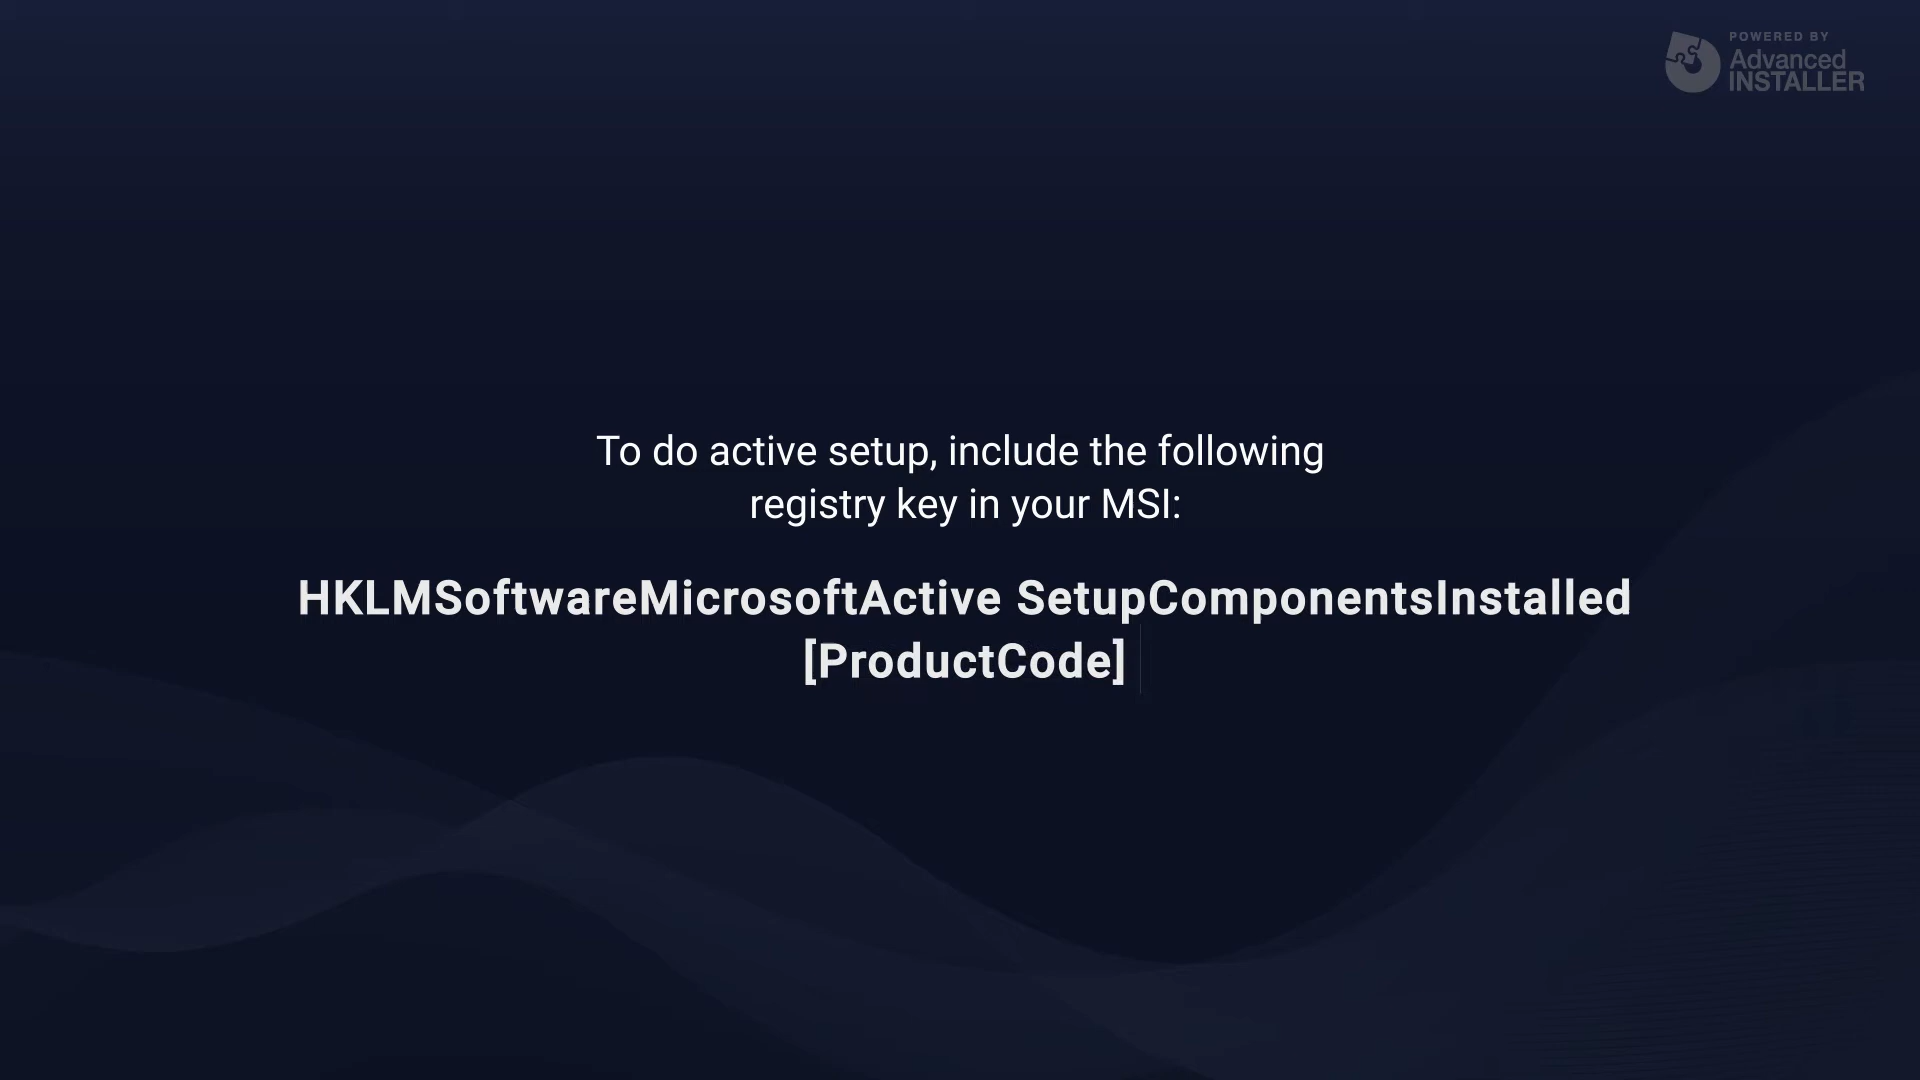 POWERED BY
Advanced
INSTALLER
To do active setup, include the following
registry key in your MSI:
HKLMSoftwareMicrosoftActive SetupComponentsInstalled
[ProductCode]